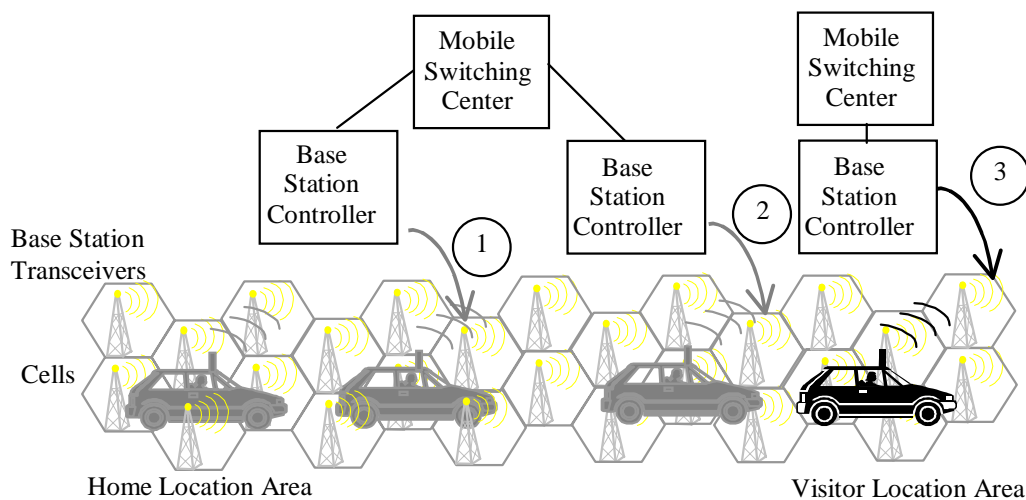 Mobile
Switching
Center
Mobile
Switching
Center
Base
Station
Controller
1
Base
Station
Controller
2
Base
Station
Controller
3
Base Station
Transceivers
Cells
Home Location Area
Visitor Location Area